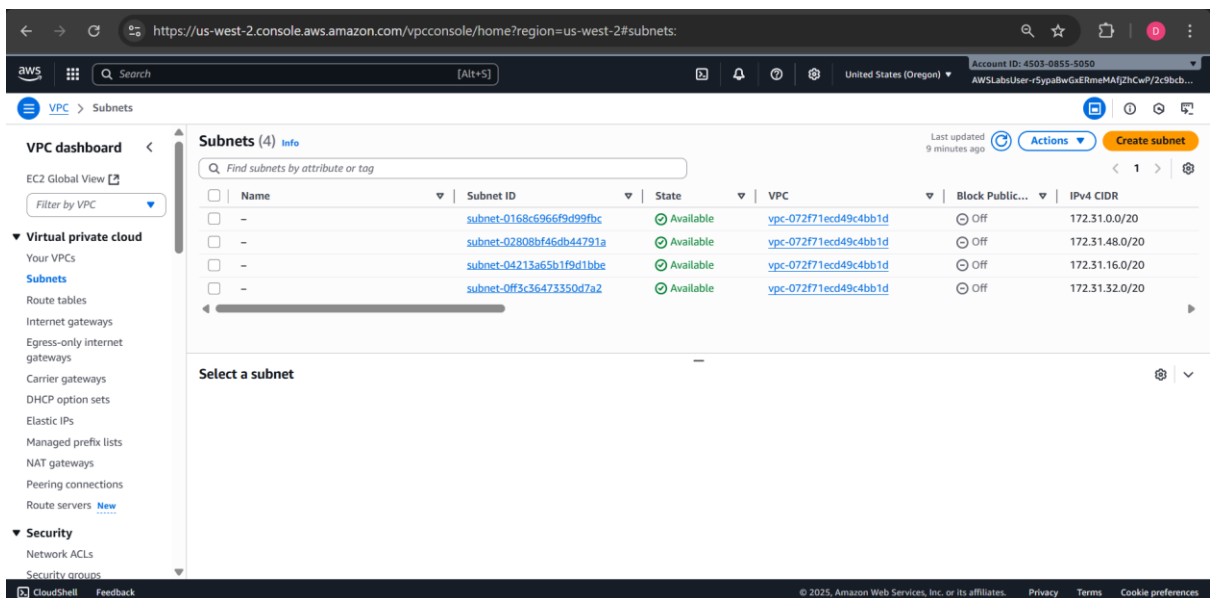 https://us-west-2.console.aws.amazon.com/vpcconsole/home?region=us-west-2#subnets:
D
aws
Search
[Alt+S]
United States (Oregon)
Account ID: 4503-0855-5050
AWSLabsUser-r5ypaBwGxERmeMAfjZhCwP/2c9bcb...
VPC > Subnets
VPC dashboard
EC2 Global View
Filter by VPC
Virtual private cloud
Your VPCs
Subnets
Route tables
Internet gateways
Egress-only internet
gateways
Carrier gateways
DHCP option sets
Elastic IPs
Managed prefix lists
NAT gateways
Peering connections
Route servers New
Security
Network ACLs
Security groups
Subnets (4) Info
Last updated
9 minutes ago
Actions
Create subnet
Find subnets by attribute or tag
< 1 >
Name Subnet ID State VPC Block Public... IPv4 CIDR
– subnet-0168c6966f9d99fbc Available vpc-072f71ecd49c4bb1d Off 172.31.0.0/20
– subnet-02808bf46db44791a Available vpc-072f71ecd49c4bb1d Off 172.31.48.0/20
– subnet-04213a65b1f9d1bbe Available vpc-072f71ecd49c4bb1d Off 172.31.16.0/20
– subnet-0ff3c36473350d7a2 Available vpc-072f71ecd49c4bb1d Off 172.31.32.0/20
Select a subnet
CloudShell Feedback
© 2025, Amazon Web Services, Inc. or its affiliates. Privacy Terms Cookie preferences